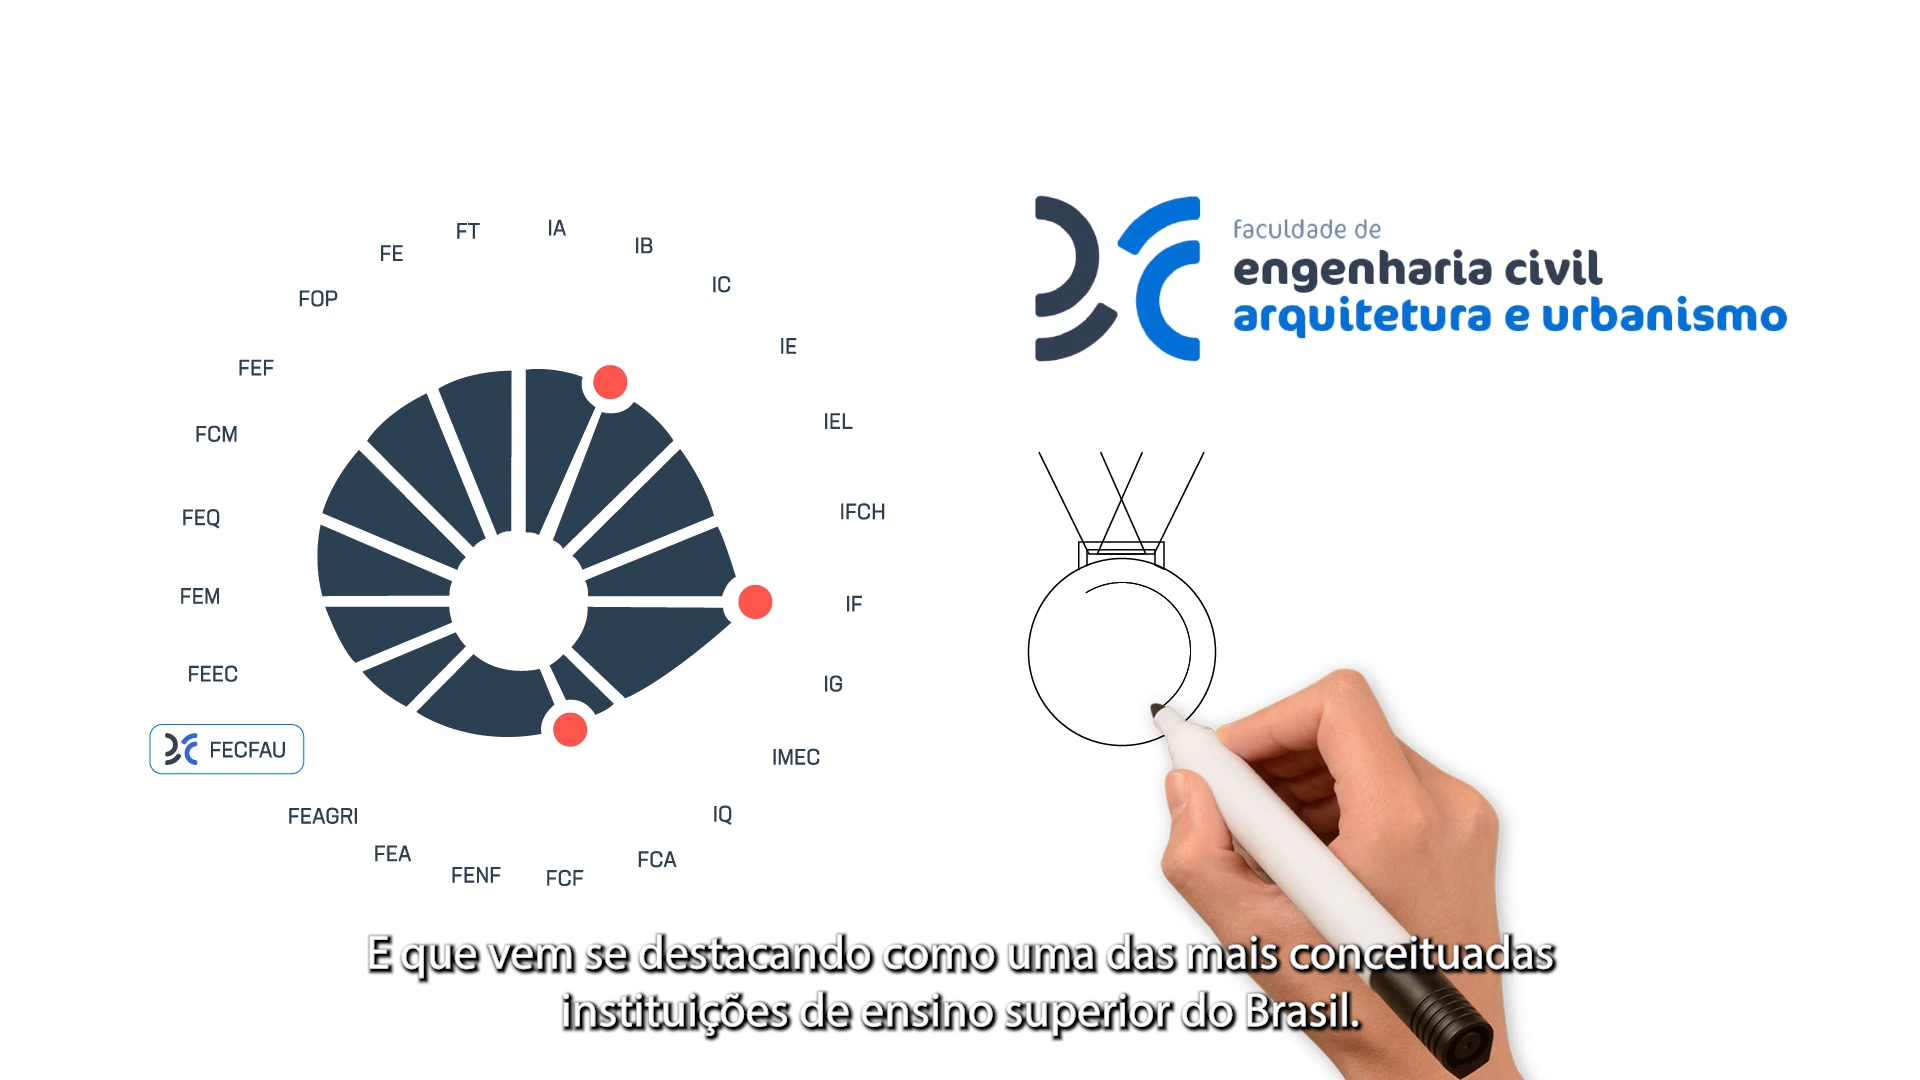 faculdade de
engenharia civil
arquitetura e urbanismo
FT
IA
IB
FE
IC
FOP
IE
FEF
IEL
FCM
IFCH
FEQ
FEM
IF
FEEC
IG
FECFAU
IMEC
FEAGRI
IQ
FEA
FCA
FENF
FCF
E que vem se destacando como uma das mais conceituadas
instituições de ensino superior do Brasil.